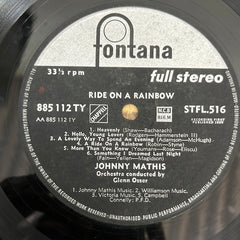 fontana
33⅓ rpm
full stereo
RIDE ON A RAINBOW
885 112 TY
AA 885 112 1Y
STFL.516
1. Heavenly (Shaw—Bacharach)
2. Hello, Young Lovers (Rodgers—Hammerstein II)
3. A Lovely Way To Spend An Evening (Adamson—McHugh)
4. A Ride On A Rainbow (Robin—Styne)
5. More Than You Know (Youmans—Rose—Eliscu)
6. Something I Dreamed Last Night
JOHNNY MATHIS
Orchestra conducted by
Glenn Osser
1. Johnny Mathis Music. 2. Williamson Music.
3. Victoria Music. 5. Campbell
Connelly: P.F.D.